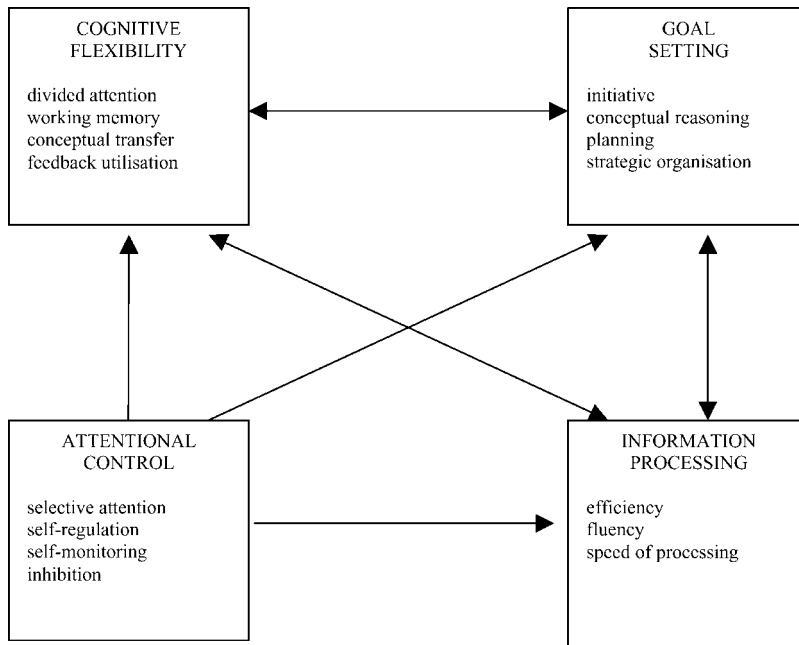 COGNITIVE
FLEXIBILITY
divided attention
working memory
conceptual transfer
feedback utilisation
GOAL
SETTING
initiative
conceptual reasoning
planning
strategic organisation
ATTENTIONAL
CONTROL
selective attention
self-regulation
self-monitoring
inhibition
INFORMATION
PROCESSING
efficiency
fluency
speed of processing